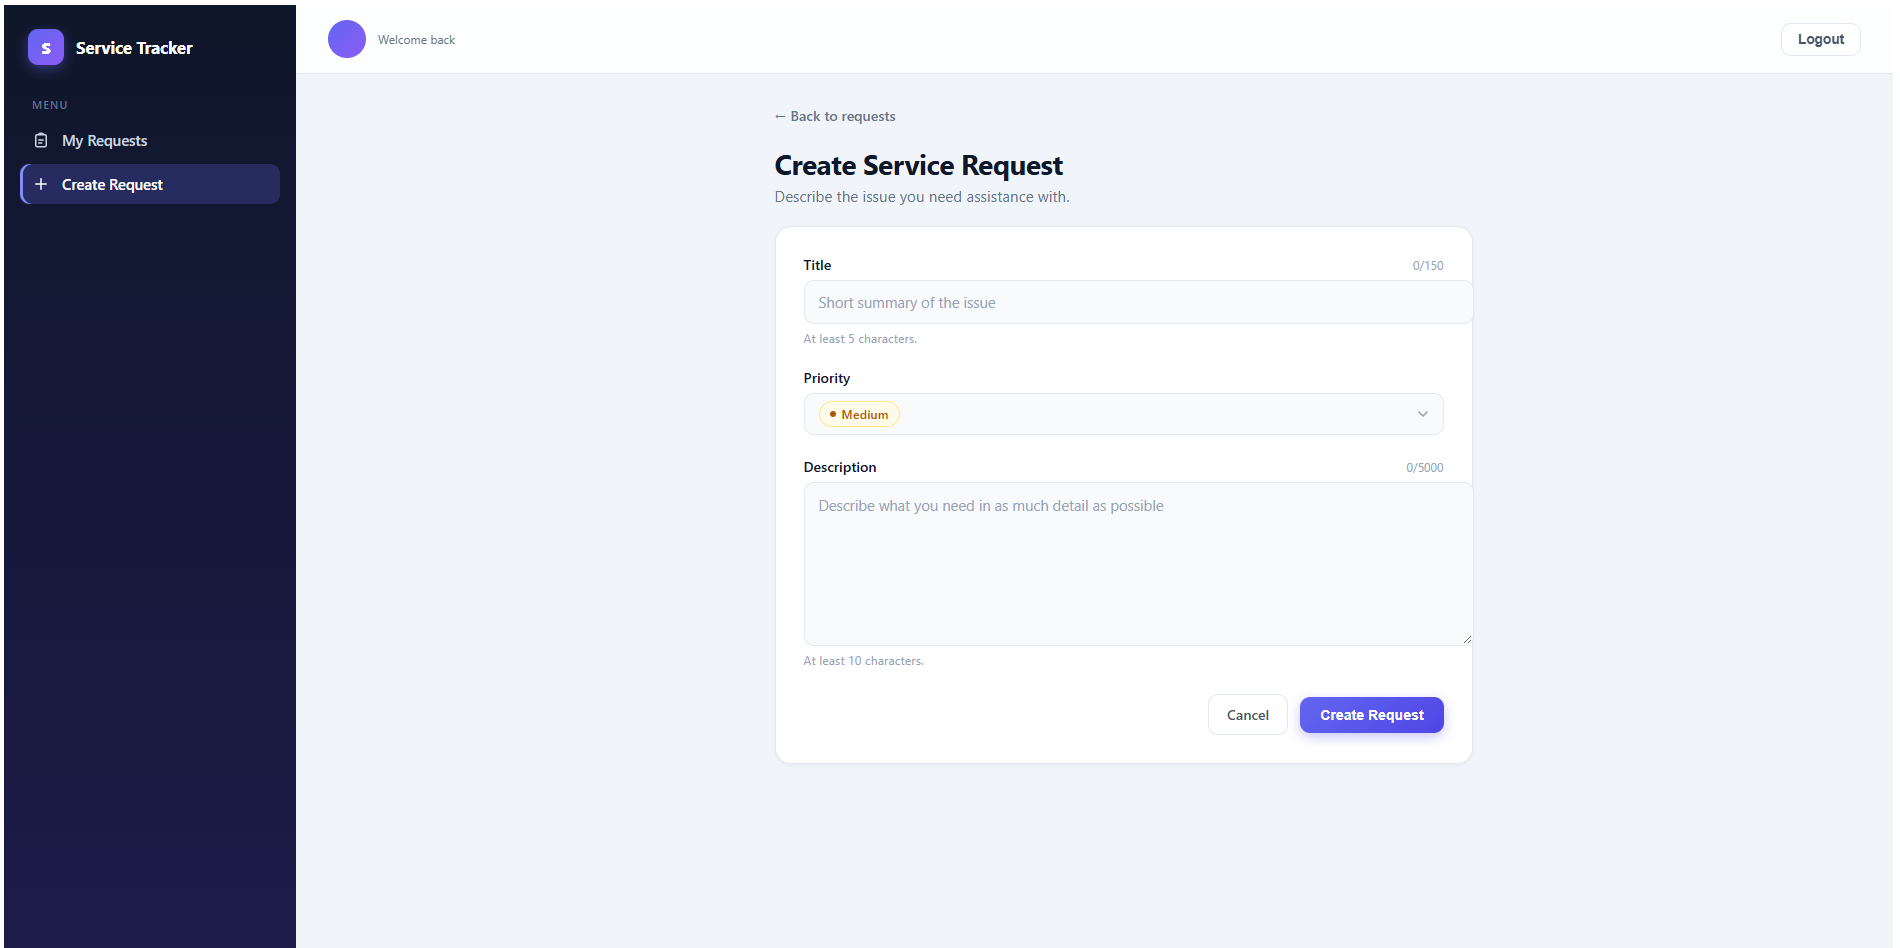 S Service Tracker
Welcome back
Logout
MENU
My Requests
Create Request
← Back to requests
Create Service Request
Describe the issue you need assistance with.
Title 0/150
Short summary of the issue
At least 5 characters.
Priority
Medium
Description 0/5000
Describe what you need in as much detail as possible
At least 10 characters.
Cancel Create Request